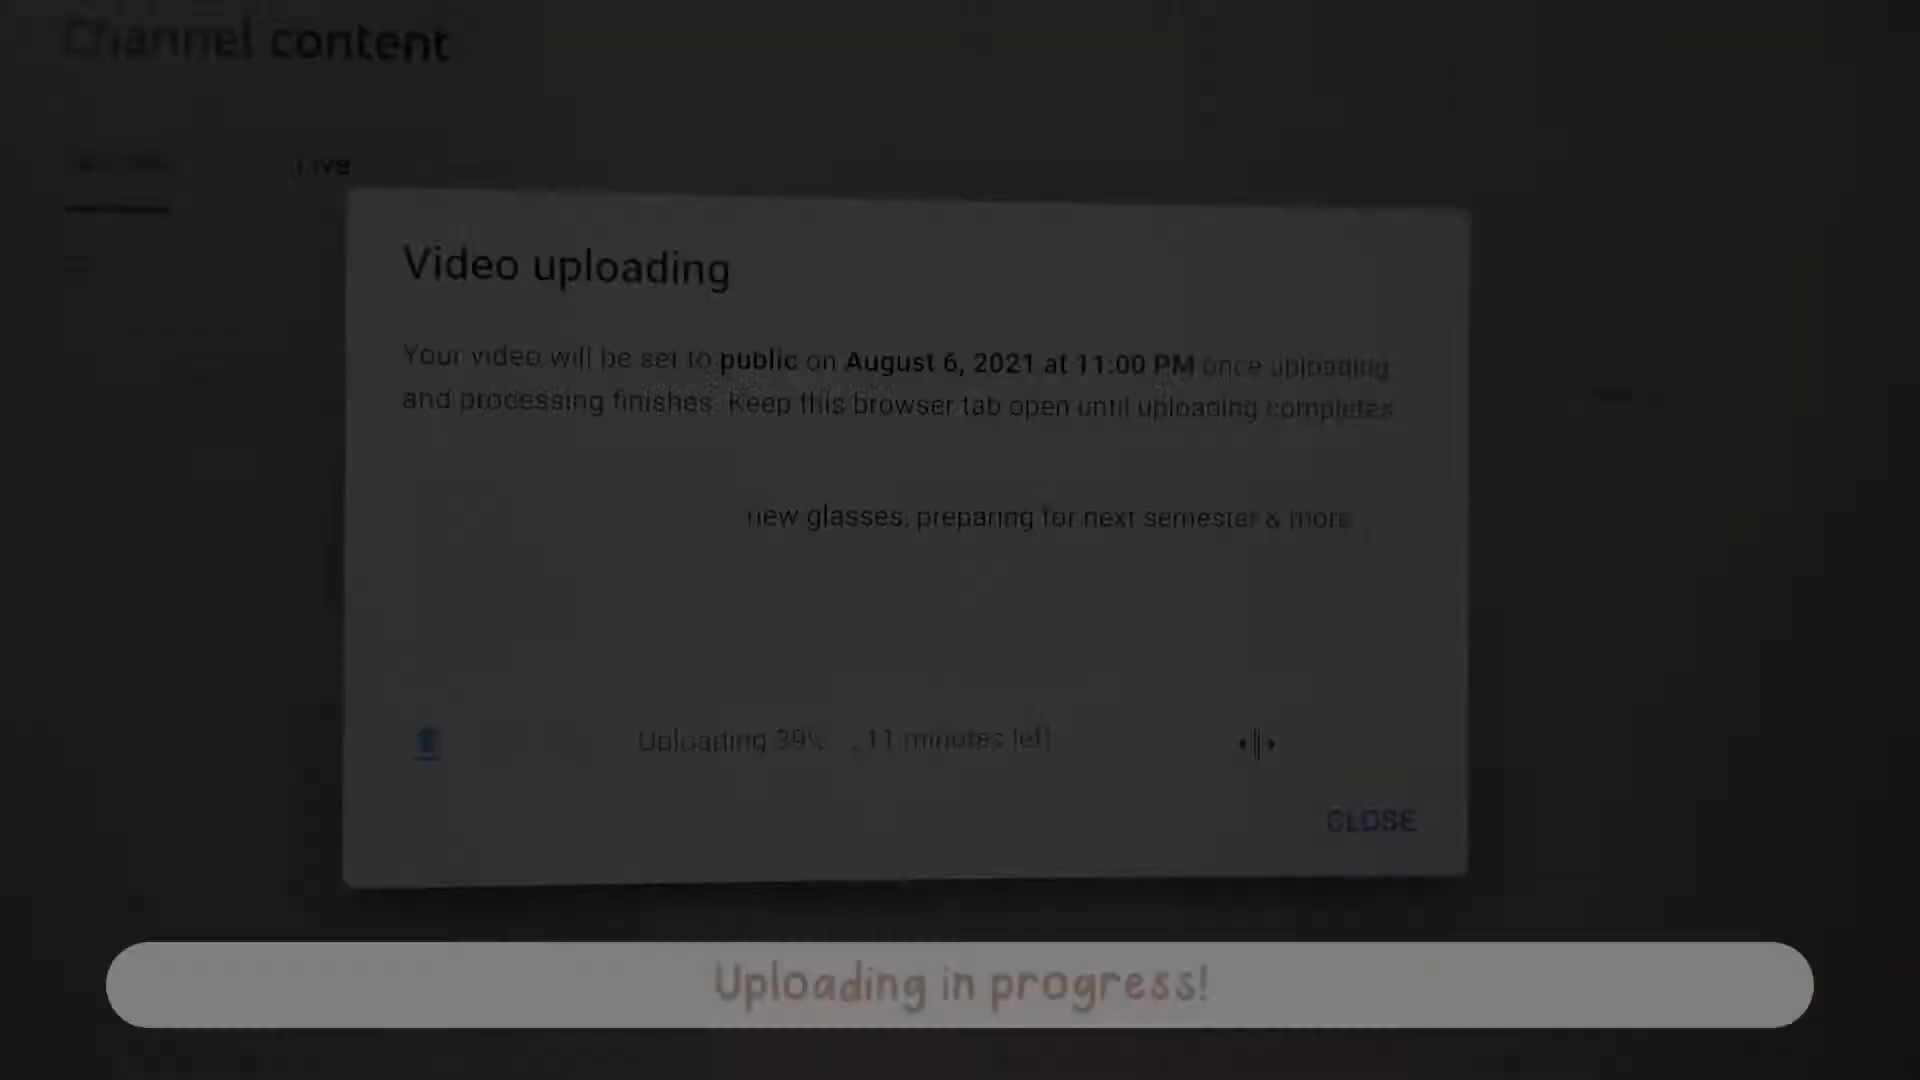 Channel content
Live
Video uploading
Your video will be set to public on August 6, 2021 at 11:00 PM once uploading
and processing finishes. Keep this browser tab open until uploading completes
new glasses, preparing for next semester & more
Uploading 39% , 11 minutes left
CLOSE
Uploading in progress!